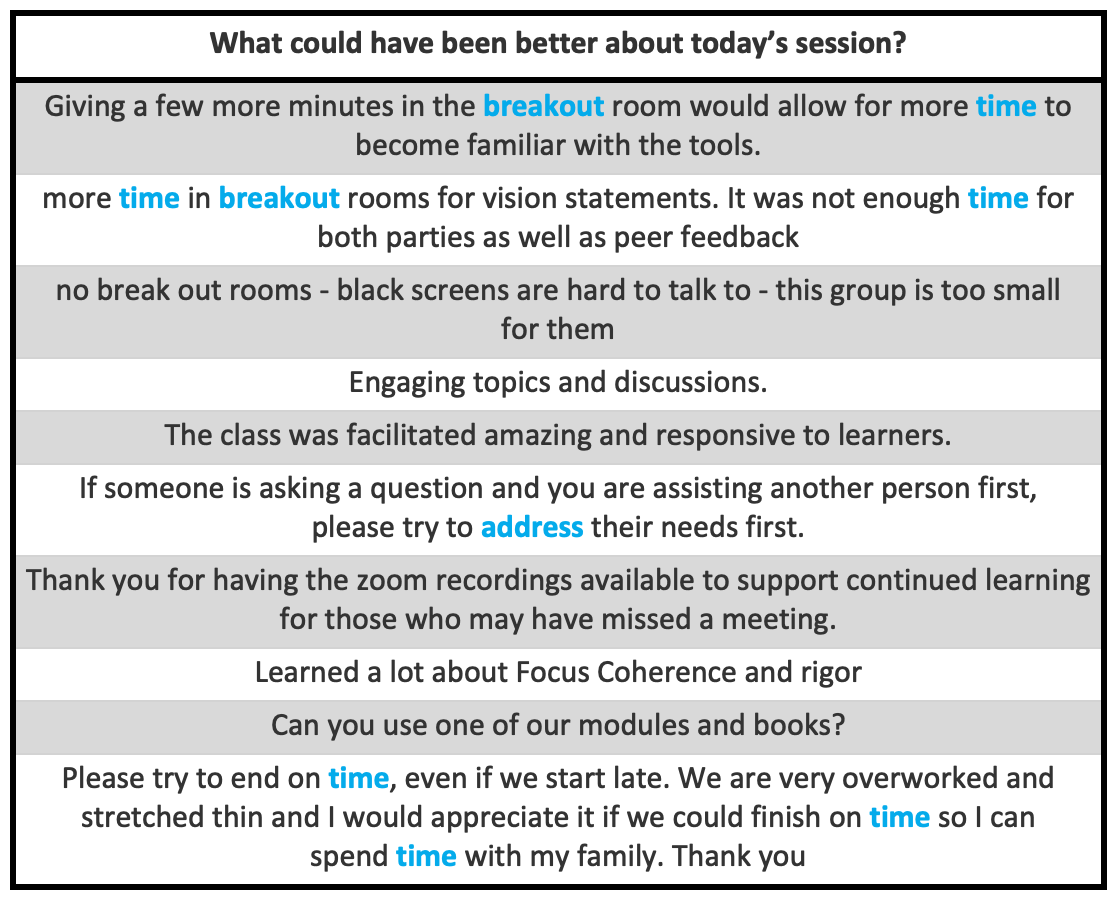 What could have been better about today’s session?
Giving a few more minutes in the breakout room would allow for more time to
become familiar with the tools.
more time in breakout rooms for vision statements. It was not enough time for
both parties as well as peer feedback
no break out rooms - black screens are hard to talk to - this group is too small
for them
Engaging topics and discussions.
The class was facilitated amazing and responsive to learners.
If someone is asking a question and you are assisting another person first,
please try to address their needs first.
Thank you for having the zoom recordings available to support continued learning
for those who may have missed a meeting.
Learned a lot about Focus Coherence and rigor
Can you use one of our modules and books?
Please try to end on time, even if we start late. We are very overworked and
stretched thin and I would appreciate it if we could finish on time so I can
spend time with my family. Thank you